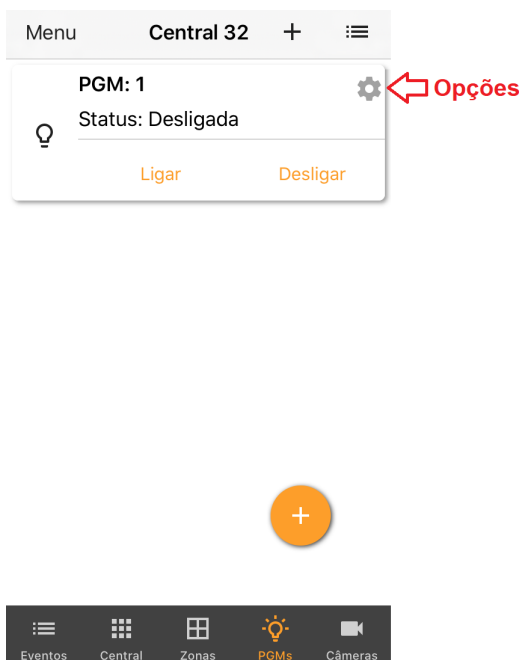 Menu Central 32 +
PGM: 1
Opções
Status: Desligada
Ligar Desligar
+
Eventos Central Zonas PGMs Câmeras